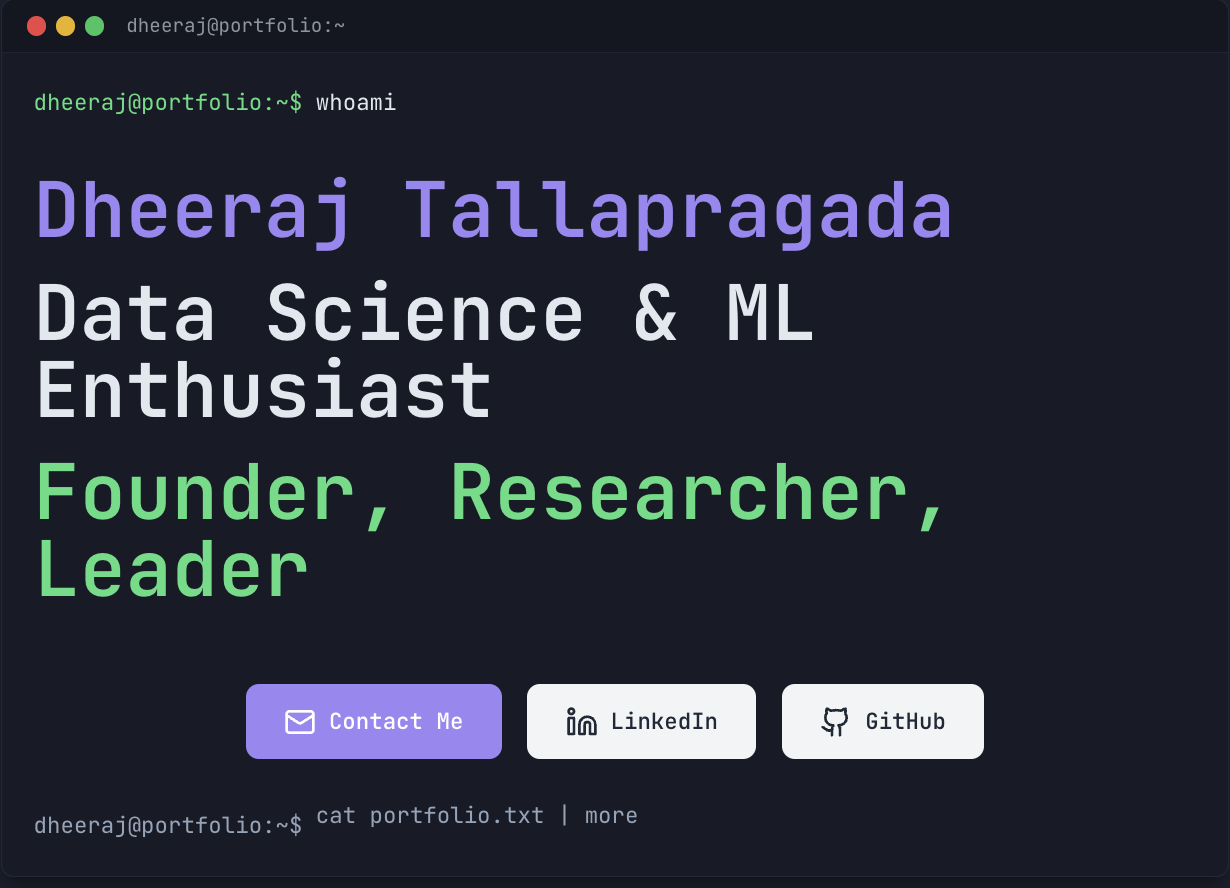 dheeraj@portfolio:~
dheeraj@portfolio:~$ whoami
Dheeraj Tallapragada
Data Science & ML
Enthusiast
Founder, Researcher,
Leader
Contact Me
LinkedIn
GitHub
dheeraj@portfolio:~$ cat portfolio.txt | more